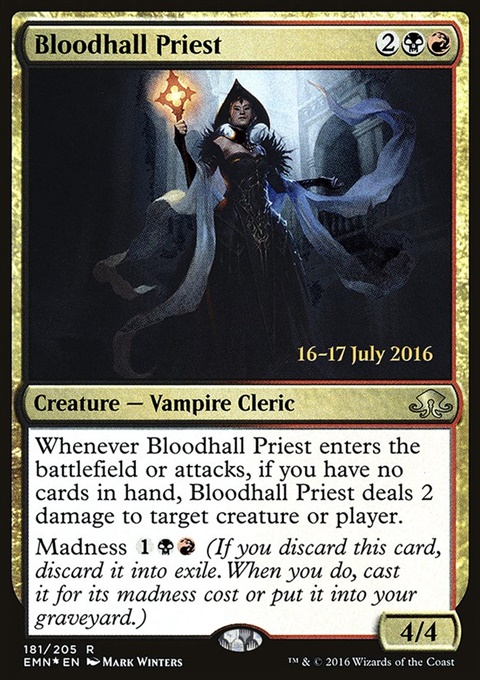 Bloodhall Priest 2
16–17 July 2016
Creature — Vampire Cleric
Whenever Bloodhall Priest enters the
battlefield or attacks, if you have no
cards in hand, Bloodhall Priest deals 2
damage to target creature or player.
Madness 1 (If you discard this card,
discard it into exile. When you do, cast
it for its madness cost or put it into your
graveyard.)
4/4
181/205 R
EMN★EN Mark Winters
™ & © 2016 Wizards of the Coast